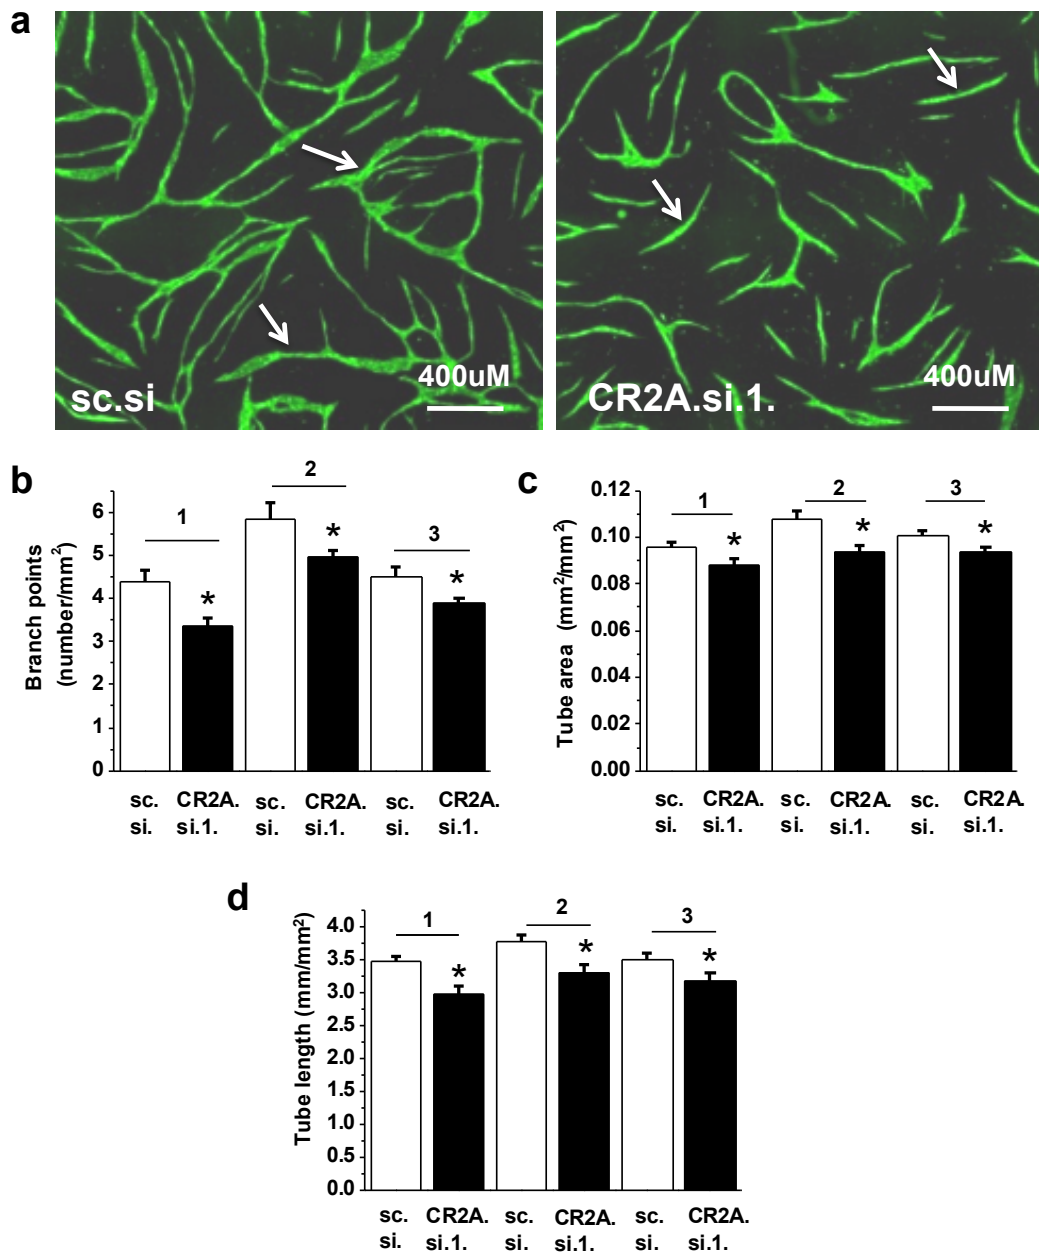 a
sc.si
400uM
CR2A.si.1.
400uM
b
Branch points
(number/mm²)
6
5
4
3
2
1
0
1
2
3
*
*
*
sc. CR2A. sc. CR2A. sc. CR2A.
si. si.1. si. si.1. si. si.1.
c
Tube area (mm²/mm²)
0.12
0.10
0.08
0.06
0.04
0.02
0.00
1
2
3
*
*
*
sc. CR2A. sc. CR2A. sc. CR2A.
si. si.1. si. si.1. si. si.1.
d
Tube length (mm/mm²)
4.0
3.5
3.0
2.5
2.0
1.5
1.0
0.5
0.0
1
2
3
*
*
*
sc. CR2A. sc. CR2A. sc. CR2A.
si. si.1. si. si.1. si. si.1.